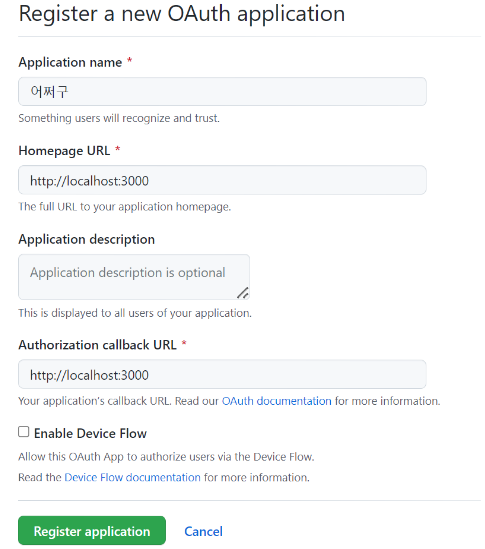 Register a new OAuth application
Application name *
어쩌구
Something users will recognize and trust.
Homepage URL *
http://localhost:3000
The full URL to your application homepage.
Application description
Application description is optional
This is displayed to all users of your application.
Authorization callback URL *
http://localhost:3000
Your application's callback URL. Read our OAuth documentation for more information.
Enable Device Flow
Allow this OAuth App to authorize users via the Device Flow.
Read the Device Flow documentation for more information.
Register application Cancel